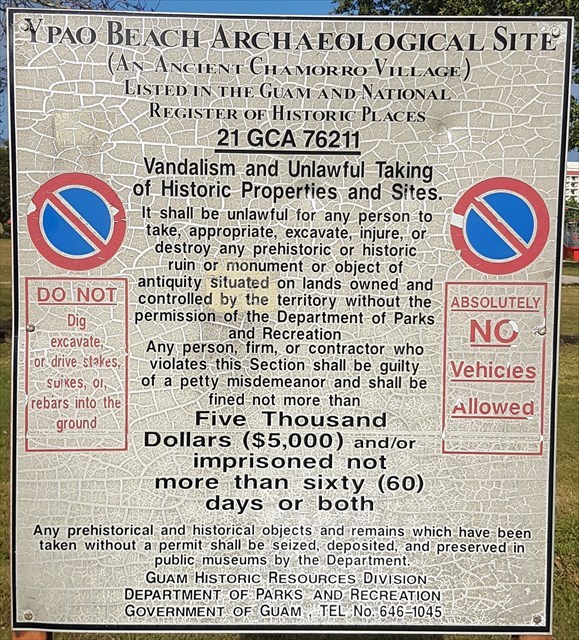 YPAO BEACH ARCHAEOLOGICAL SITE
(AN ANCIENT CHAMORRO VILLAGE)
LISTED IN THE GUAM AND NATIONAL
REGISTER OF HISTORIC PLACES
21 GCA 76211
Vandalism and Unlawful Taking
of Historic Properties and Sites.
It shall be unlawful for any person to
take, appropriate, excavate, injure, or
destroy any prehistoric or historic
ruin or monument or object of
antiquity situated on lands owned and
controlled by the territory without the
permission of the Department of Parks
and Recreation
Any person, firm, or contractor who
violates this Section shall be guilty
of a petty misdemeanor and shall be
fined not more than
Five Thousand
Dollars ($5,000) and/or
imprisoned not
more than sixty (60)
days or both
DO NOT
Dig
excavate,
or drive stakes,
spikes, or,
rebars into the
ground
ABSOLUTELY
NO
Vehicles
Allowed
Any prehistorical and historical objects and remains which have been
taken without a permit shall be seized, deposited, and preserved in
public museums by the Department.
GUAM HISTORIC RESOURCES DIVISION
DEPARTMENT OF PARKS AND RECREATION
GOVERNMENT OF GUAM, TEL No. 646-1045